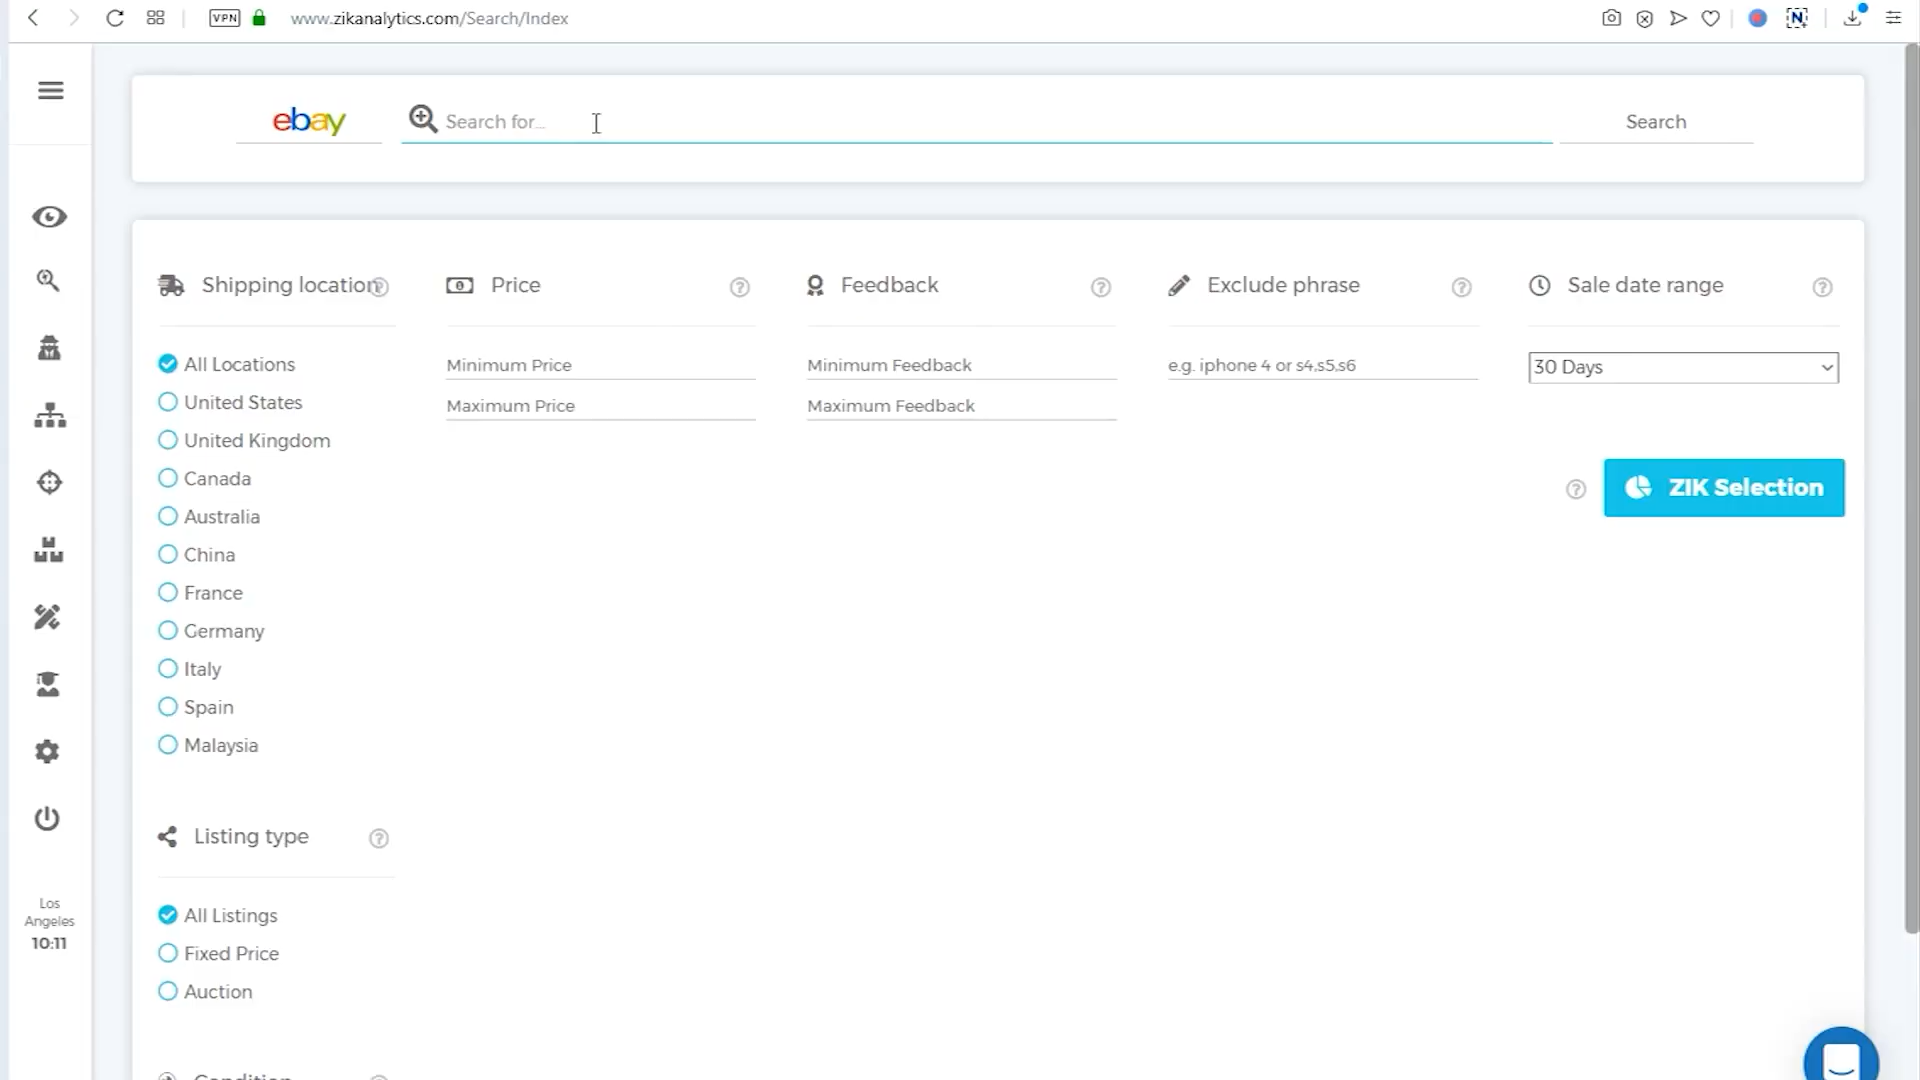 VPN
www.zikanalytics.com/Search/Index
N
ebay
Search for...
Search
Shipping location
Price
Feedback
Exclude phrase
Sale date range
All Locations
Minimum Price
Minimum Feedback
e.g. iphone 4 or s4,s5,s6
30 Days
United States
Maximum Price
Maximum Feedback
United Kingdom
Canada
ZIK Selection
Australia
China
France
Germany
Italy
Spain
Malaysia
Listing type
Los
Angeles
10:11
All Listings
Fixed Price
Auction
Condition